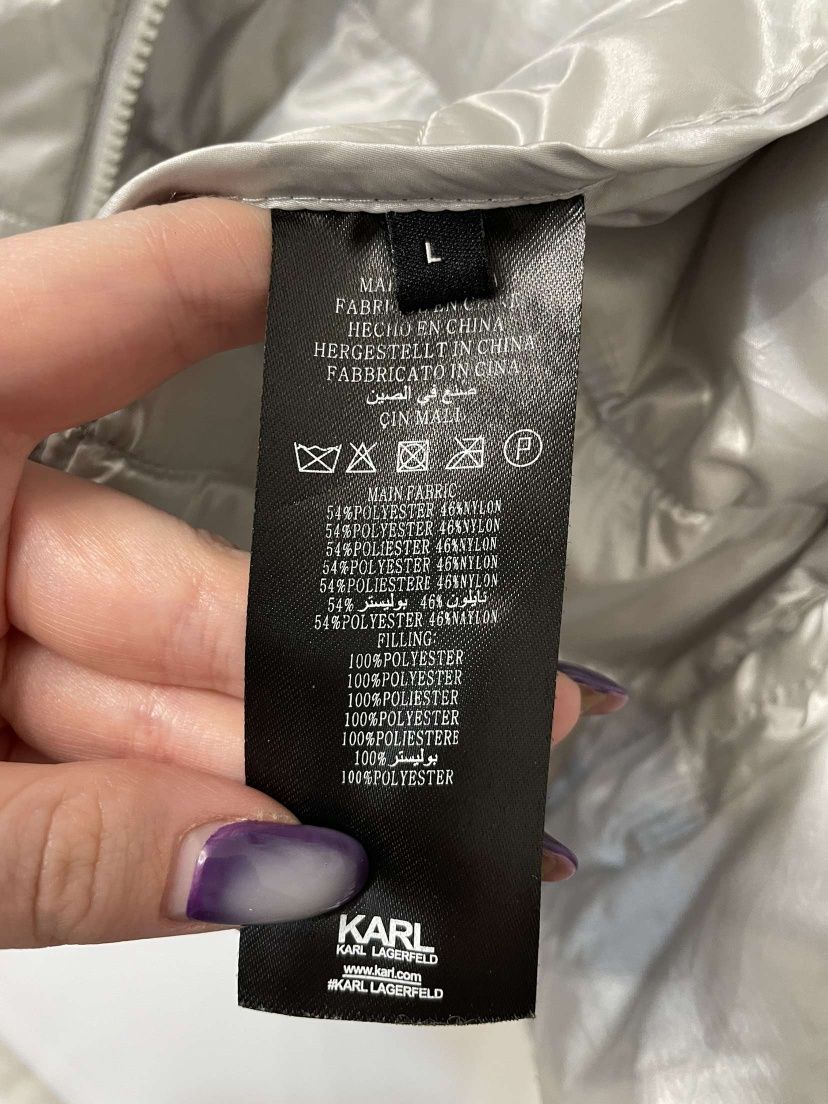 L
HECHO EN CHINA
HERGESTELLT IN CHINA
FABBRICATO IN CINA
صنع في الصين
ÇIN MALI
P
MAIN FABRIC
54%POLYESTER 46%NYLON
54%POLYESTER 46%NYLON
54%POLIESTER 46%NYLON
54%POLYESTER 46%NYLON
54%POLIESTERE 46%NYLON
54% بوليستر 46% نايلون
54%POLYESTER 46%NAYLON
FILLING:
100%POLYESTER
100%POLYESTER
100%POLIESTER
100%POLYESTER
100%POLIESTERE
100% بوليستر
100%POLYESTER
KARL
KARL LAGERFELD
www.karl.com
#KARL LAGERFELD